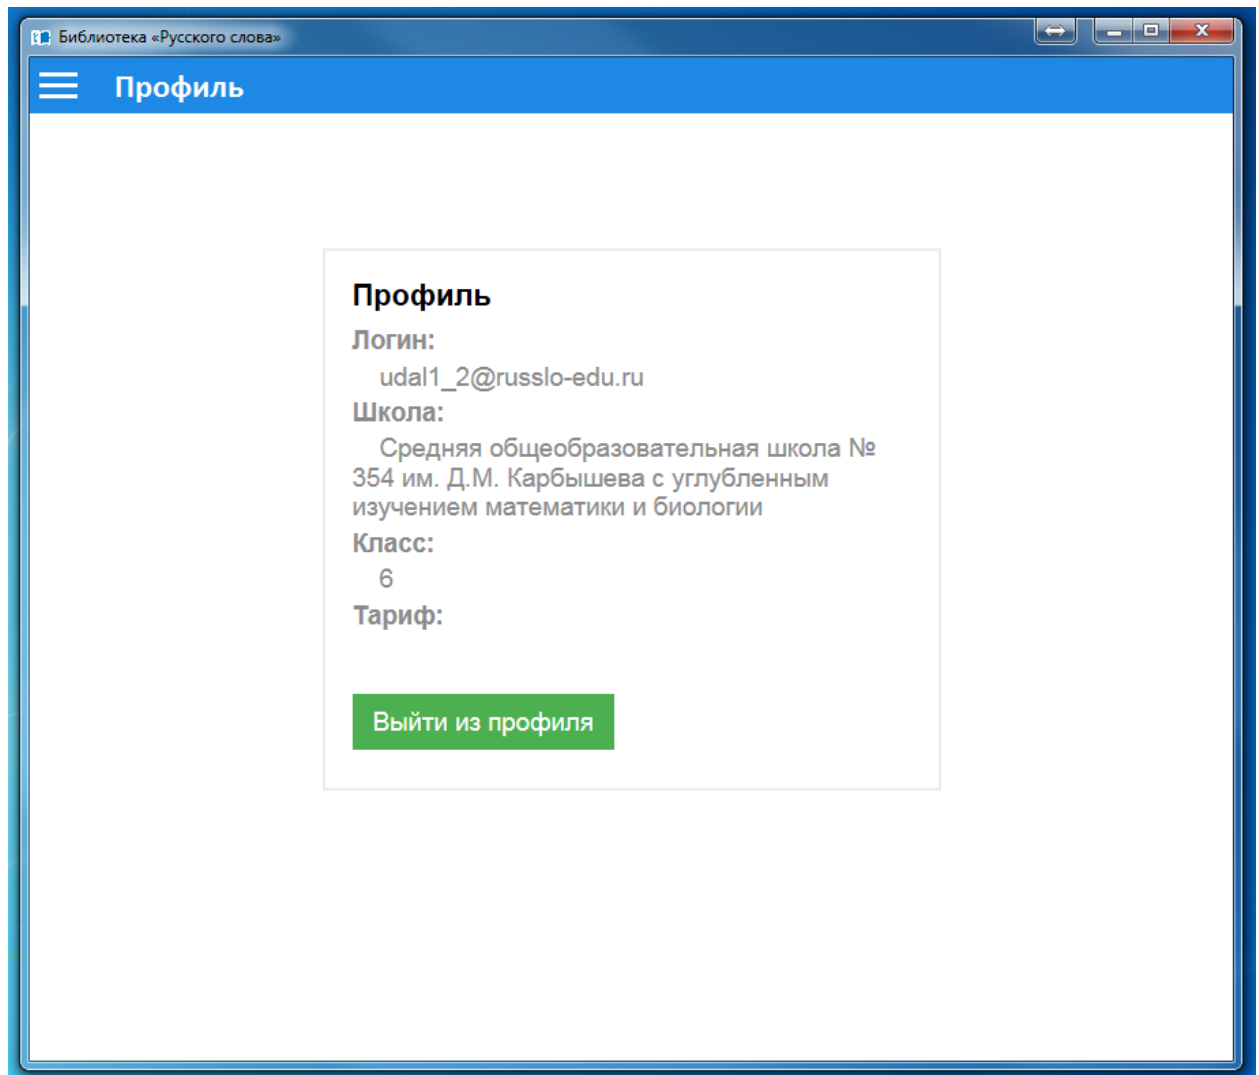 Библиотека «Русского слова»
Профиль
Профиль
Логин:
udal1_2@russlo-edu.ru
Школа:
Средняя общеобразовательная школа №
354 им. Д.М. Карбышева с углубленным
изучением математики и биологии
Класс:
6
Тариф:
Выйти из профиля